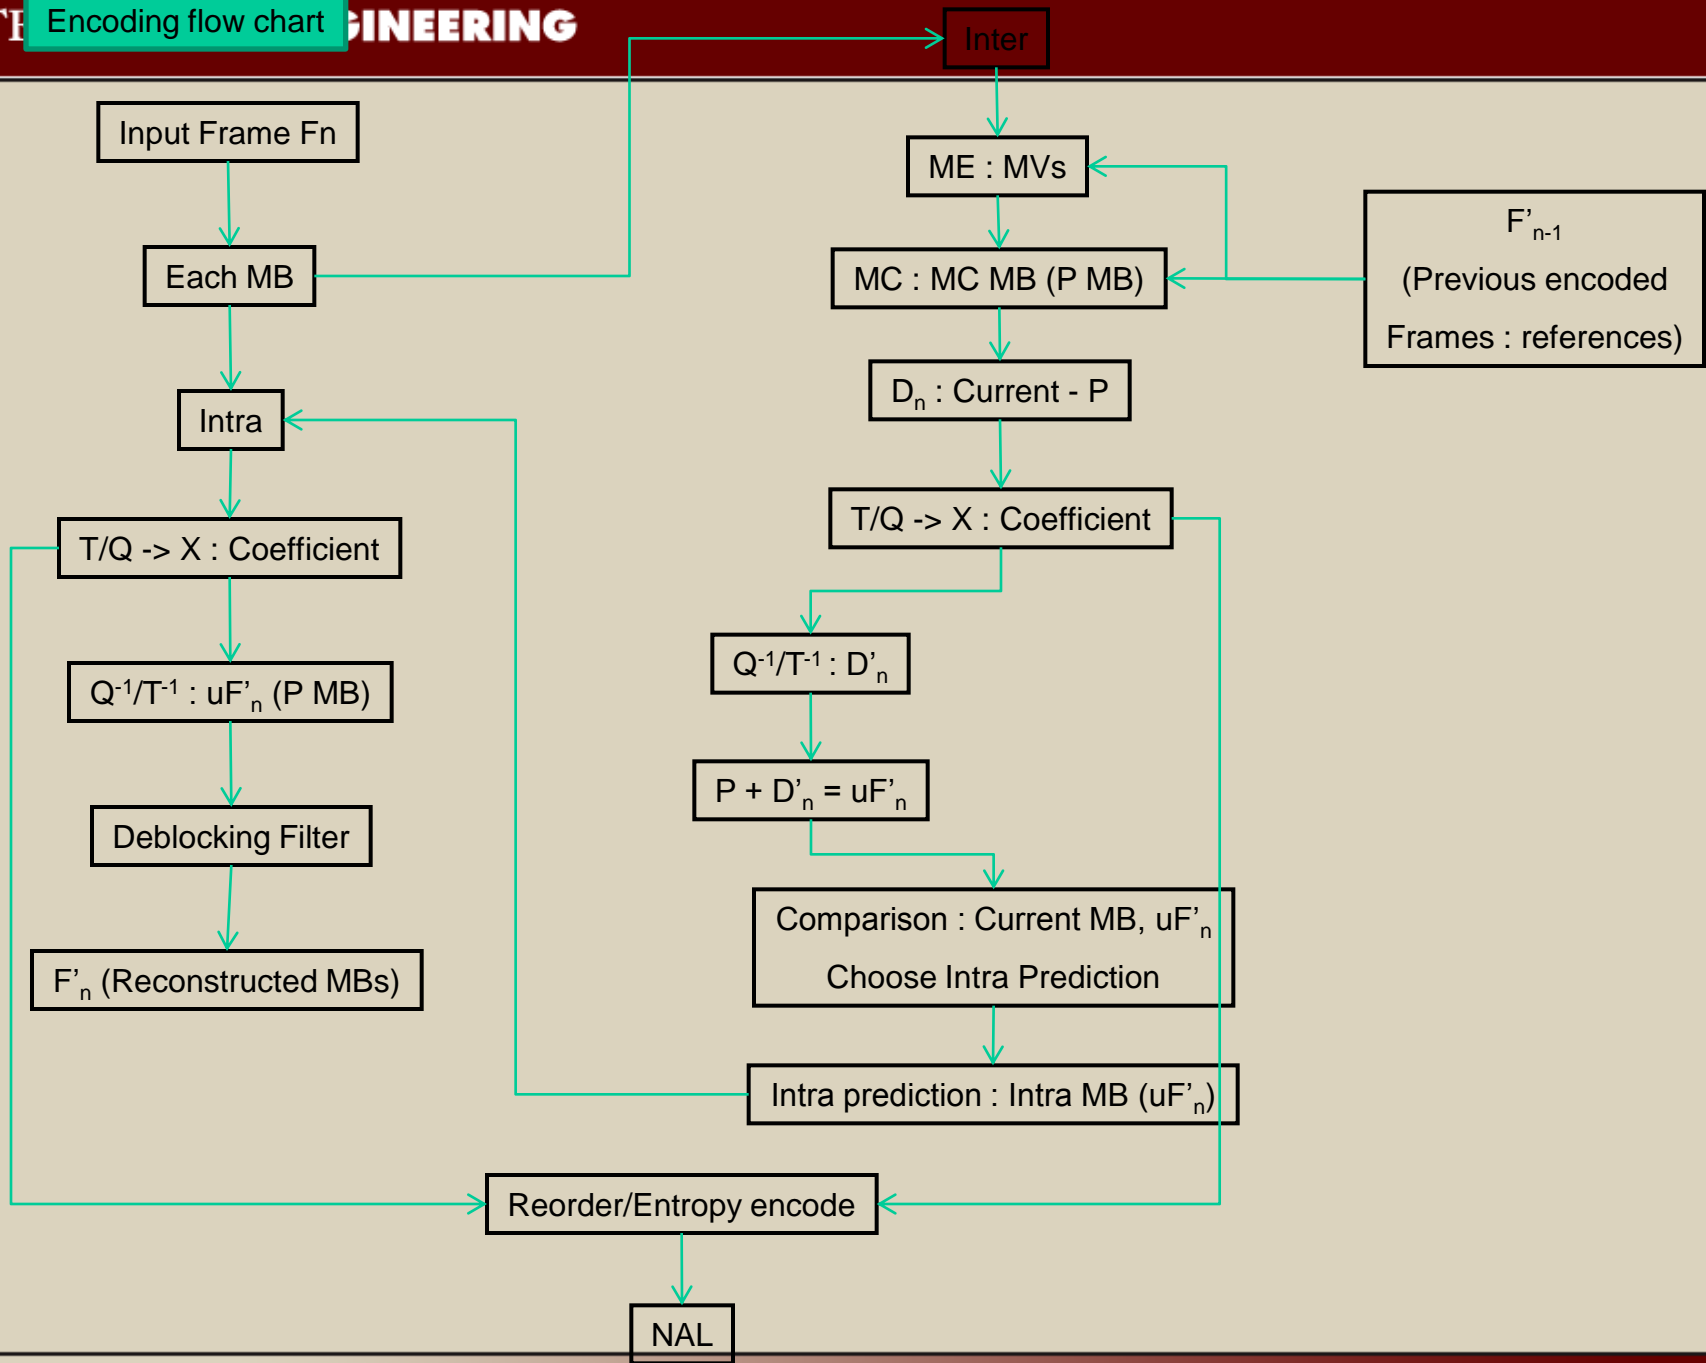 Encoding flow chart
GINEERING
Inter
Input Frame Fn
ME : MVs
F’n-1
(Previous encoded
Frames : references)
Each MB
MC : MC MB (P MB)
Dn : Current - P
Intra
T/Q -> X : Coefficient
T/Q -> X : Coefficient
Q-1/T-1 : D’n
Q-1/T-1 : uF’n (P MB)
P + D’n = uF’n
Deblocking Filter
Comparison : Current MB, uF’n
Choose Intra Prediction
F’n (Reconstructed MBs)
Intra prediction : Intra MB (uF’n)
Reorder/Entropy encode
NAL